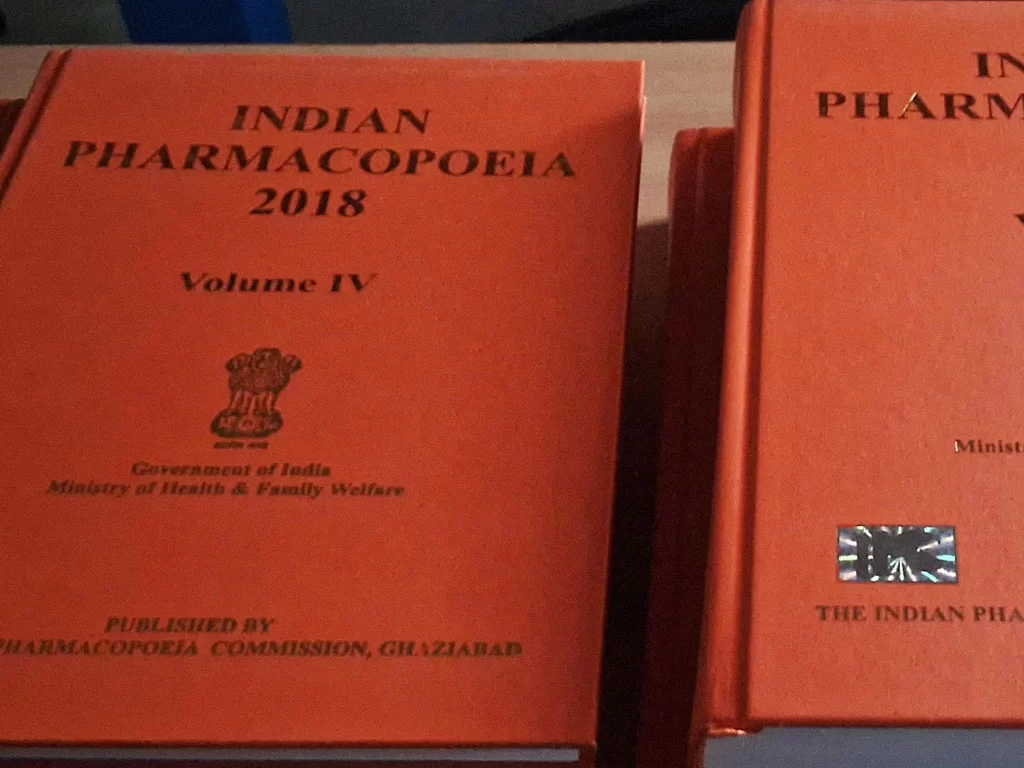 INDIAN
PHARMACOPOEIA
2018
Volume IV
Government of India
Ministry of Health & Family Welfare
PUBLISHED BY
PHARMACOPOEIA COMMISSION, GHAZIABAD
IN
PHARM
Minist
IPC
THE INDIAN PHA